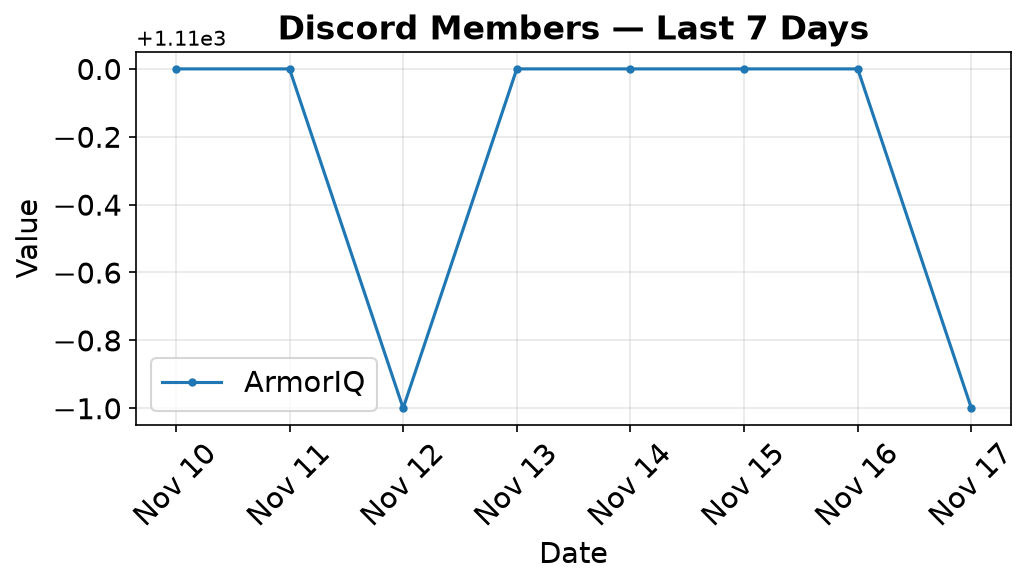 Discord Members — Last 7 Days
+1.11e3
0.0
−0.2
−0.4
−0.6
−0.8
−1.0
Value
ArmorIQ
Nov 10
Nov 11
Nov 12
Nov 13
Nov 14
Nov 15
Nov 16
Nov 17
Date